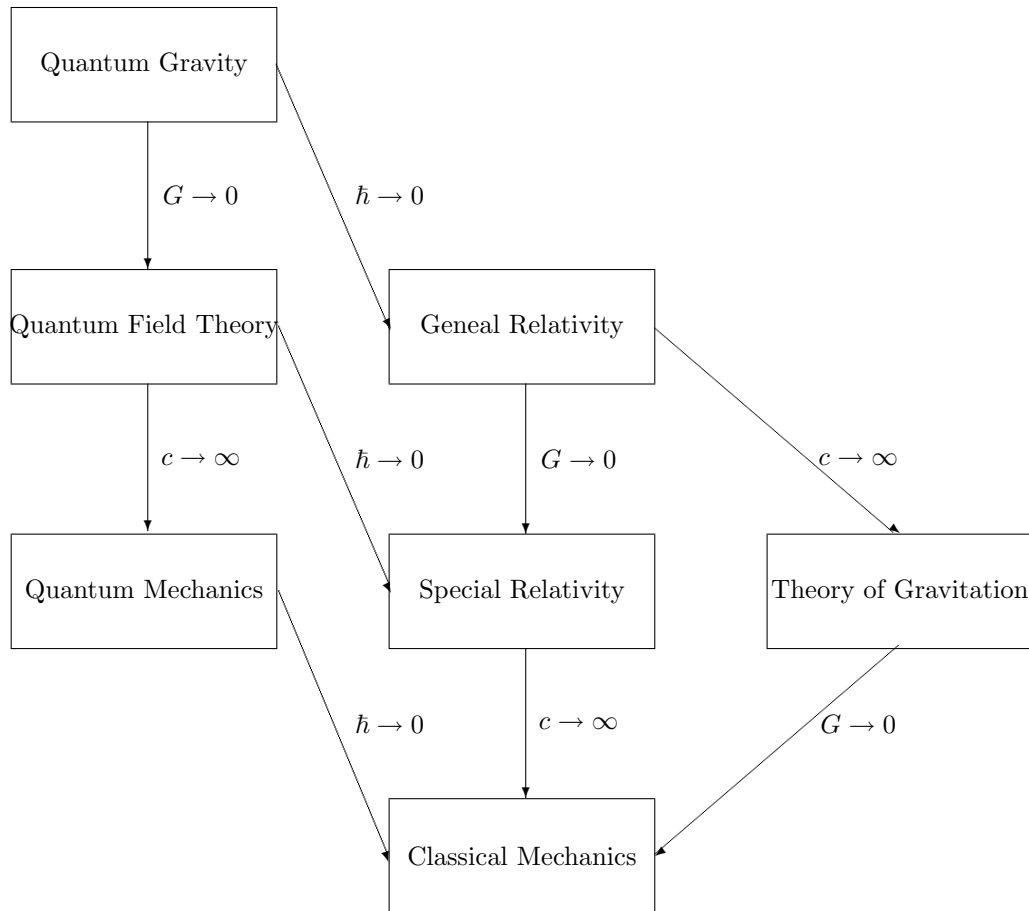 Quantum Gravity
G → 0
ħ → 0
Quantum Field Theory
Geneal Relativity
c → ∞
ħ → 0
G → 0
c → ∞
Quantum Mechanics
Special Relativity
Theory of Gravitation
ħ → 0
c → ∞
G → 0
Classical Mechanics